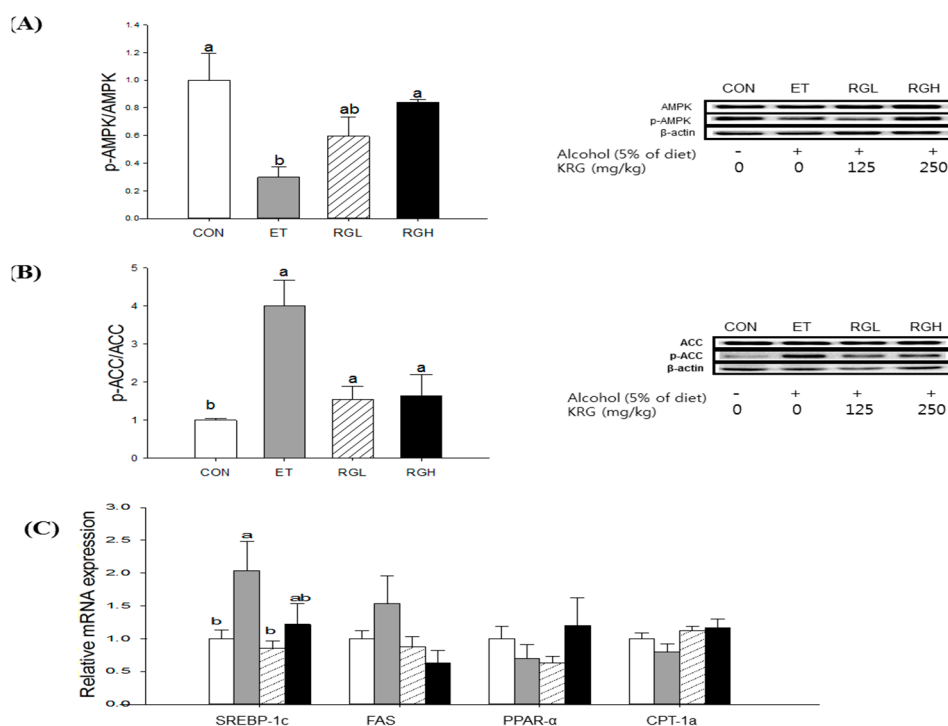 (A)
a
a
ab
b
p-AMPK/AMPK
1.4
1.2
1.0
0.8
0.6
0.4
0.2
0.0
CON ET RGL RGH
CON ET RGL RGH
AMPK
p-AMPK
β-actin
Alcohol (5% of diet) - + + +
KRG (mg/kg) 0 0 125 250
(B)
a
a
a
b
p-ACC/ACC
5
4
3
2
1
0
CON ET RGL RGH
CON ET RGL RGH
ACC
p-ACC
β-actin
Alcohol (5% of diet) - + + +
KRG (mg/kg) 0 0 125 250
(C)
Relative mRNA expression
3.0
2.5
2.0
1.5
1.0
0.5
0.0
b a b ab
SREBP-1c FAS PPAR-α CPT-1a